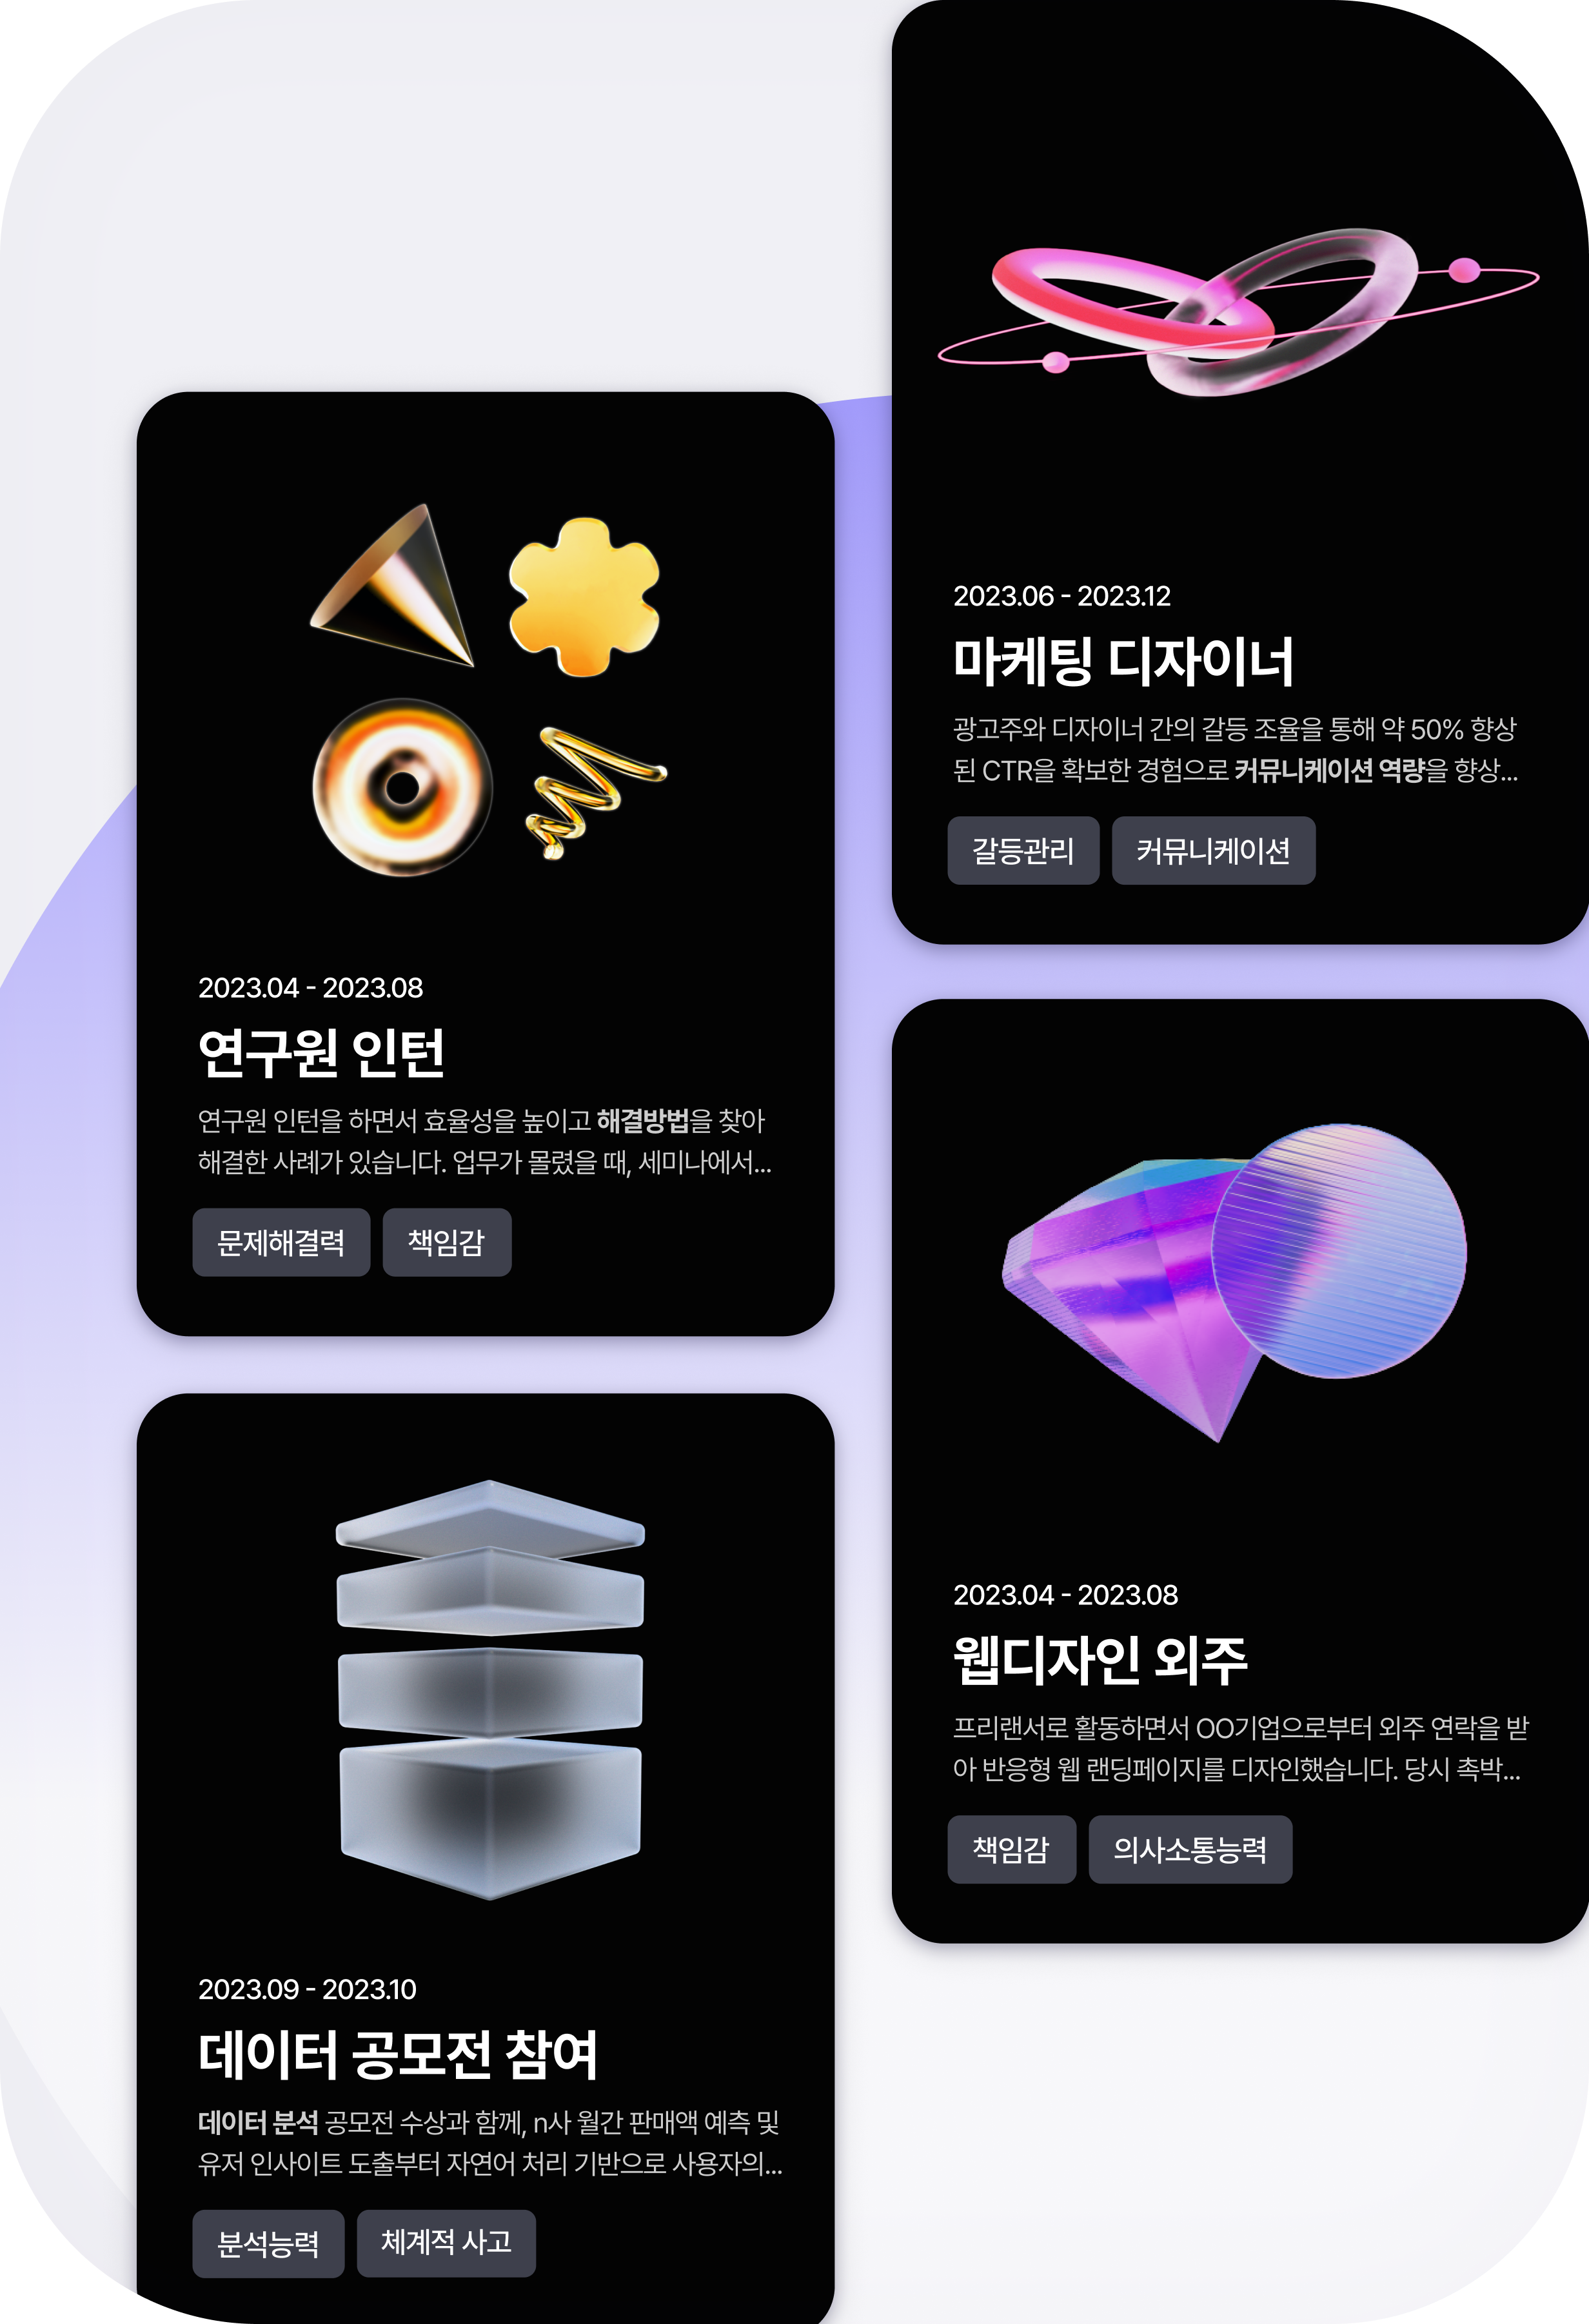 2023.06 - 2023.12
마케팅 디자이너
광고주와 디자이너 간의 갈등 조율을 통해 약 50% 향상
된 CTR을 확보한 경험으로 커뮤니케이션 역량을 향상...
갈등관리 커뮤니케이션
2023.04 - 2023.08
연구원 인턴
연구원 인턴을 하면서 효율성을 높이고 해결방법을 찾아
해결한 사례가 있습니다. 업무가 몰렸을 때, 세미나에서...
문제해결력 책임감
2023.04 - 2023.08
웹디자인 외주
프리랜서로 활동하면서 OO기업으로부터 외주 연락을 받
아 반응형 웹 랜딩페이지를 디자인했습니다. 당시 촉박...
책임감 의사소통능력
2023.09 - 2023.10
데이터 공모전 참여
데이터 분석 공모전 수상과 함께, n사 월간 판매액 예측 및
유저 인사이트 도출부터 자연어 처리 기반으로 사용자의...
분석능력 체계적 사고